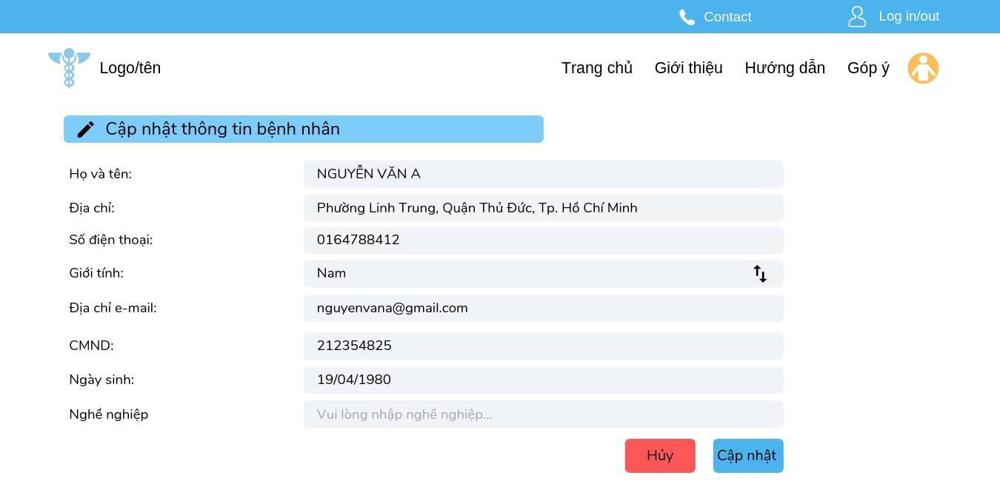 Contact
Log in/out
Logo/tên
Trang chủ Giới thiệu Hướng dẫn Góp ý
Cập nhật thông tin bệnh nhân
Họ và tên: NGUYỄN VĂN A
Địa chỉ: Phường Linh Trung, Quận Thủ Đức, Tp. Hồ Chí Minh
Số điện thoại: 0164788412
Giới tính: Nam
Địa chỉ e-mail: nguyenvana@gmail.com
CMND: 212354825
Ngày sinh: 19/04/1980
Nghề nghiệp Vui lòng nhập nghề nghiệp...
Hủy Cập nhật